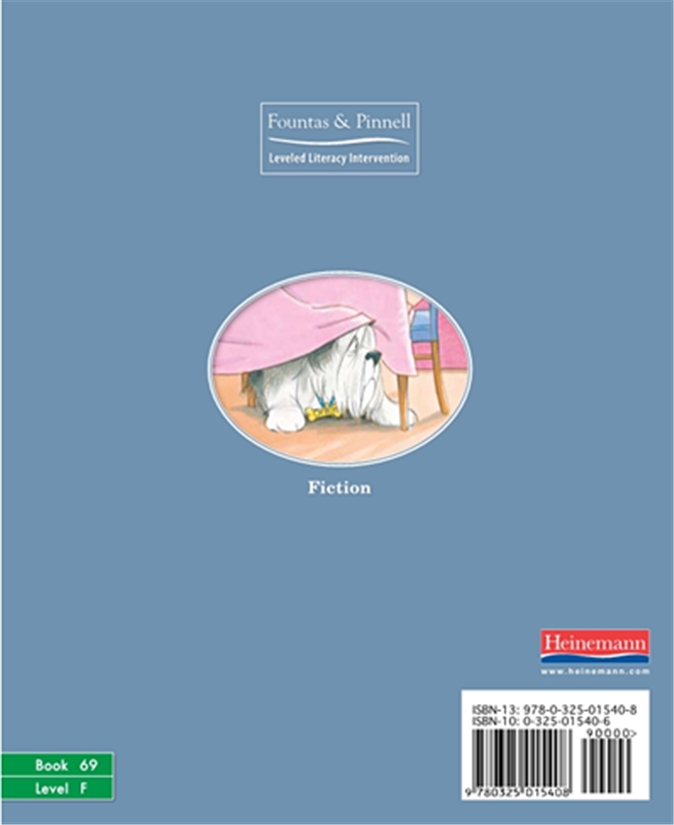 Fountas & Pinnell
Leveled Literacy Intervention
Fiction
Heinemann
www.heinemann.com
ISBN-13: 978-0-325-01540-8
ISBN-10: 0-325-01540-6
90000>
9 780325 015408
Book 69
Level F